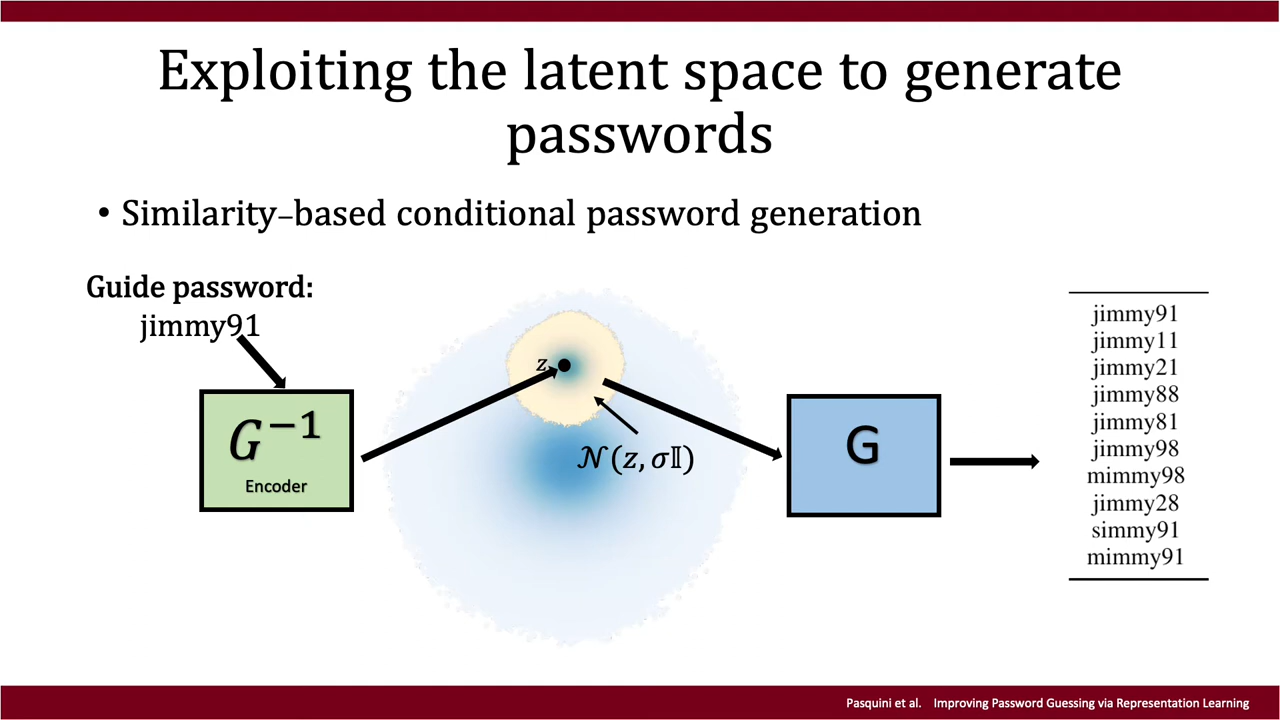 Exploiting the latent space to generate
passwords
• Similarity–based conditional password generation
Guide password:
jimmy91
G⁻¹
Encoder
z
𝒩(z, σ𝕀)
G
jimmy91
jimmy11
jimmy21
jimmy88
jimmy81
jimmy98
mimmy98
jimmy28
simmy91
mimmy91
Pasquini et al. Improving Password Guessing via Representation Learning